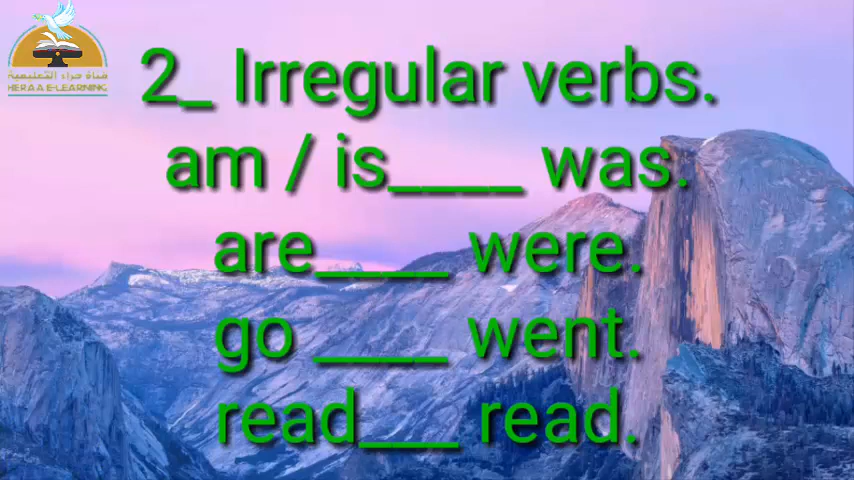 قناة حراء التعليمية
HERAA E-LEARNING
2_ Irregular verbs.
am / is____ was.
are____ were.
go ____ went.
read___ read.